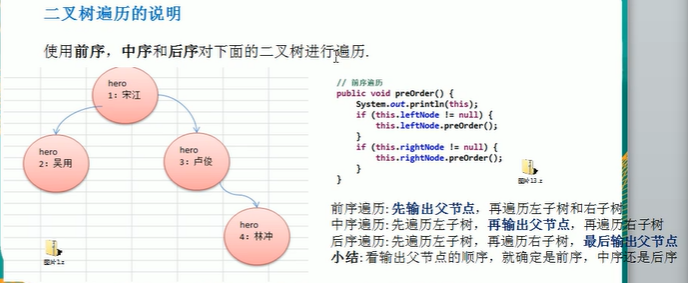 二叉树遍历的说明
使用前序，中序和后序对下面的二叉树进行遍历.
hero
1：宋江
hero
2：吴用
hero
3：卢俊
hero
4：林冲
图片1.z
// 前序遍历
public void preOrder() {
System.out.println(this);
if (this.leftNode != null) {
this.leftNode.preOrder();
}
if (this.rightNode != null) {
this.rightNode.preOrder();
}
}
图片13.z
前序遍历: 先输出父节点，再遍历左子树和右子树
中序遍历: 先遍历左子树，再输出父节点，再遍历右子树
后序遍历: 先遍历左子树，再遍历右子树，最后输出父节点
小结: 看输出父节点的顺序，就确定是前序，中序还是后序